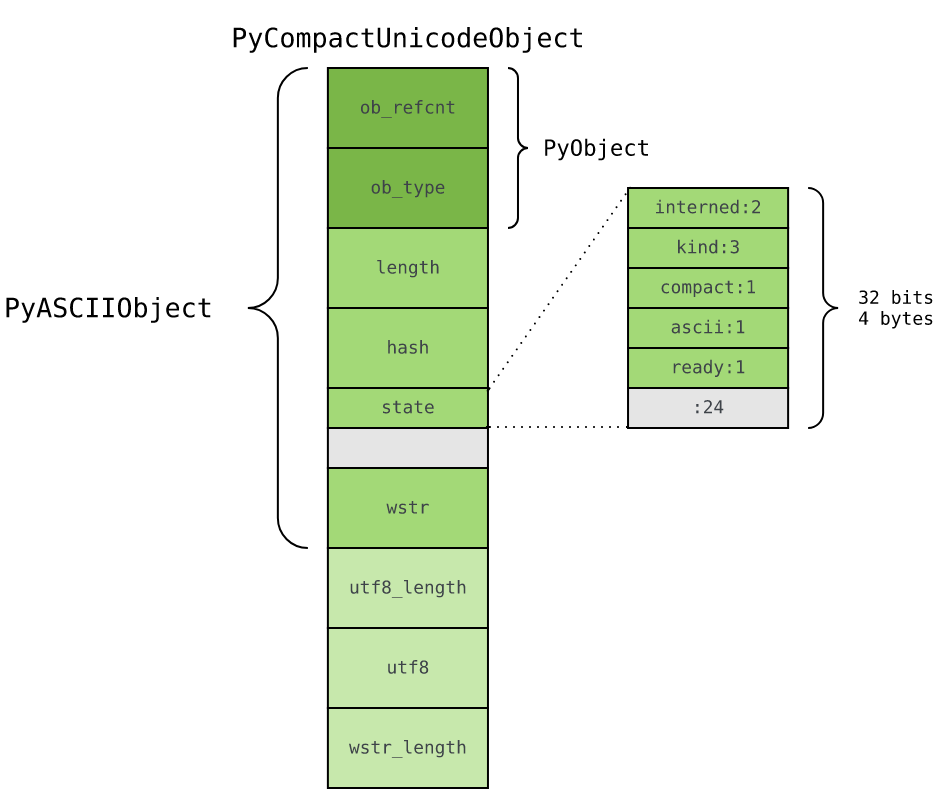 PyCompactUnicodeObject
ob_refcnt
ob_type
PyObject
length
hash
state
wstr
utf8_length
utf8
wstr_length
PyASCIIObject
interned:2
kind:3
compact:1
ascii:1
ready:1
:24
32 bits
4 bytes